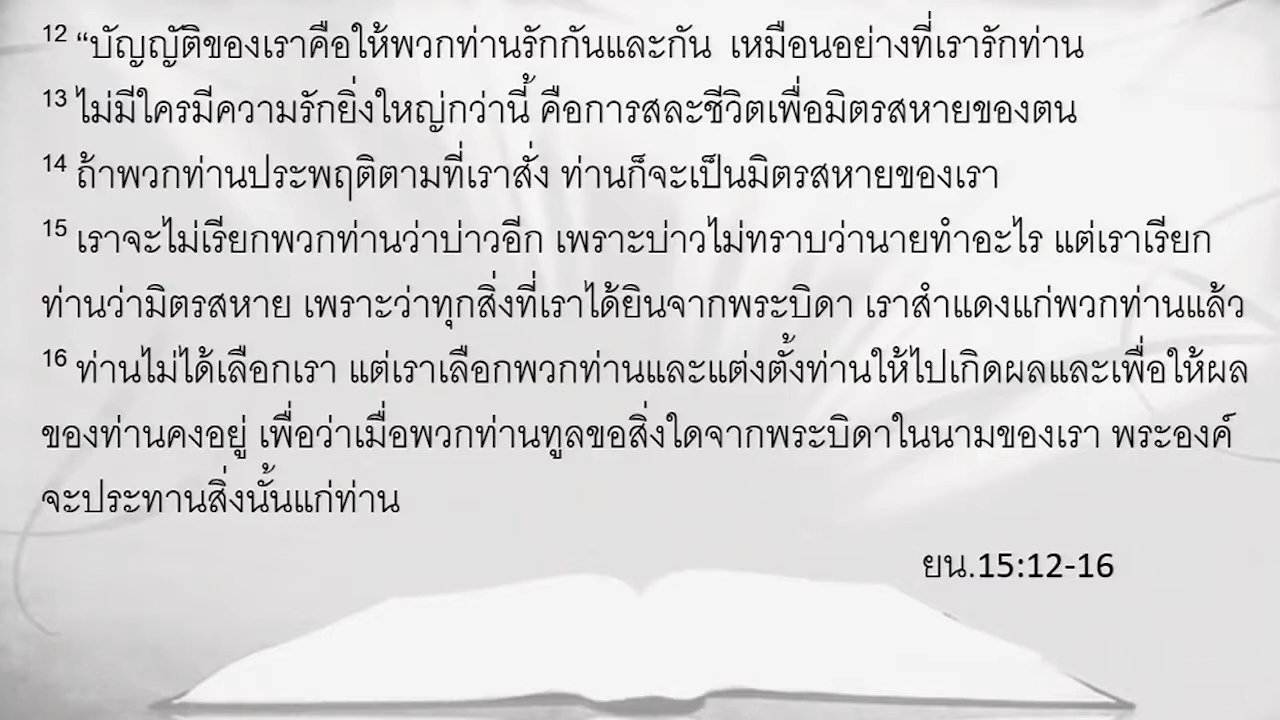 12 “บัญญัติของเราคือให้พวกท่านรักกันและกัน เหมือนอย่างที่เรารักท่าน
13 ไม่มีใครมีความรักยิ่งใหญ่กว่านี้ คือการสละชีวิตเพื่อมิตรสหายของตน
14 ถ้าพวกท่านประพฤติตามที่เราสั่ง ท่านก็จะเป็นมิตรสหายของเรา
15 เราจะไม่เรียกพวกท่านว่าบ่าวอีก เพราะบ่าวไม่ทราบว่านายทำอะไร แต่เราเรียก
ท่านว่ามิตรสหาย เพราะว่าทุกสิ่งที่เราได้ยินจากพระบิดา เราสำแดงแก่พวกท่านแล้ว
16 ท่านไม่ได้เลือกเรา แต่เราเลือกพวกท่านและแต่งตั้งท่านให้ไปเกิดผลและเพื่อให้ผล
ของท่านคงอยู่ เพื่อว่าเมื่อพวกท่านทูลขอสิ่งใดจากพระบิดาในนามของเรา พระองค์
จะประทานสิ่งนั้นแก่ท่าน
ยน.15:12-16